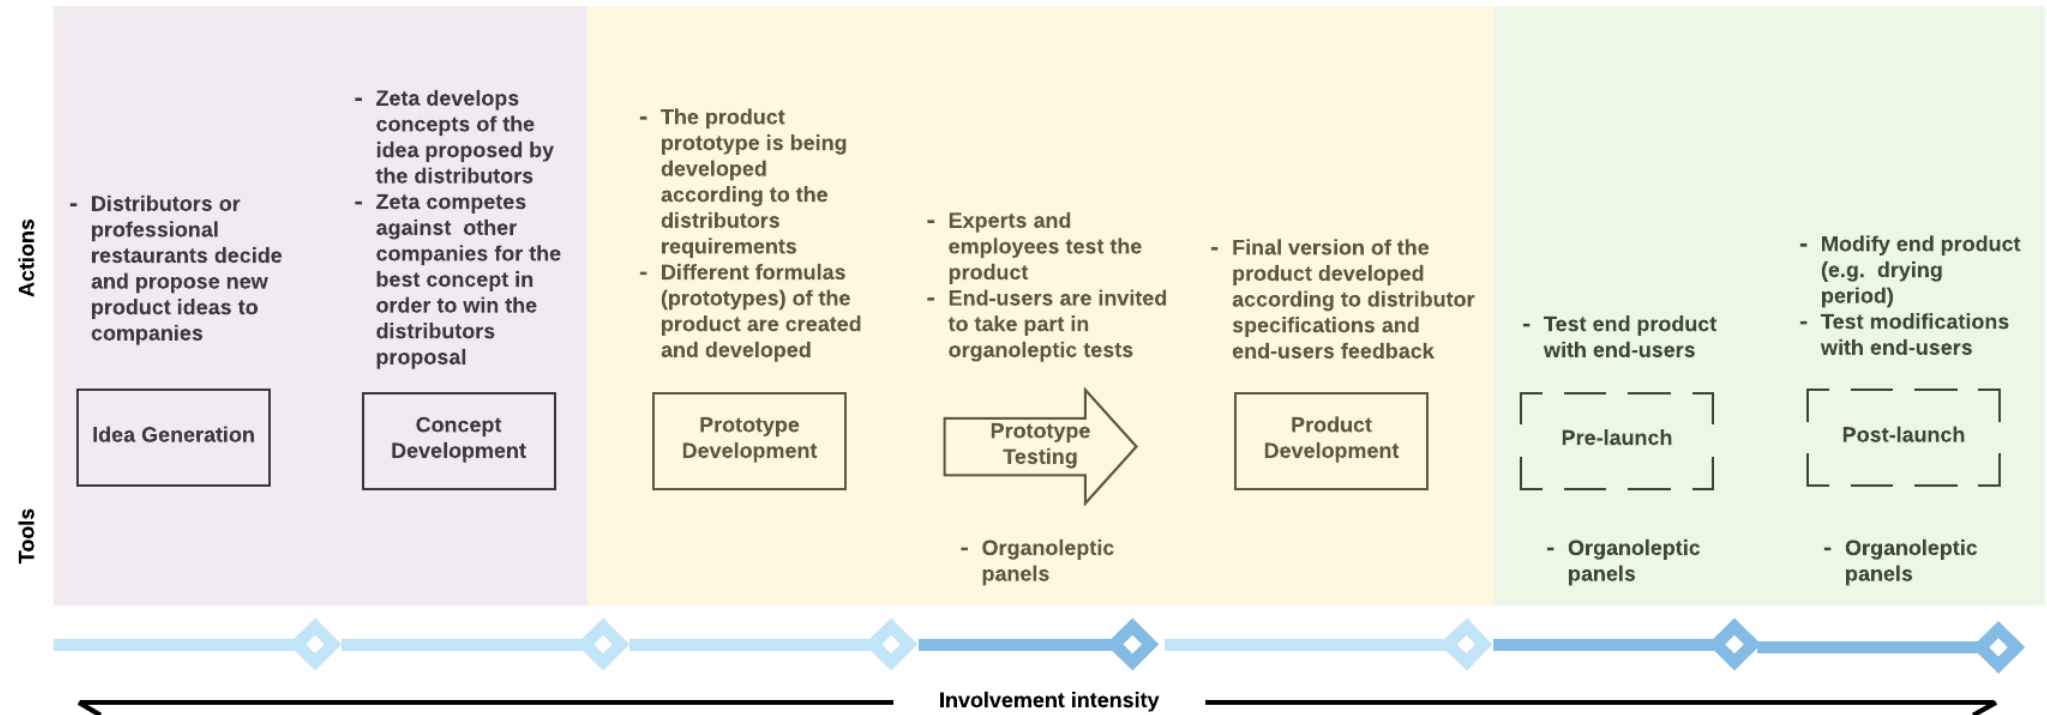 - Distributors or
professional
restaurants decide
and propose new
product ideas to
companies
- Zeta develops
concepts of the
idea proposed by
the distributors
- Zeta competes
against other
companies for the
best concept in
order to win the
distributors
proposal
- The product
prototype is being
developed
according to the
distributors
requirements
- Different formulas
(prototypes) of the
product are created
and developed
- Experts and
employees test the
product
- End-users are invited
to take part in
organoleptic tests
- Final version of the
product developed
according to distributor
specifications and
end-users feedback
- Test end product
with end-users
- Modify end product
(e.g. drying
period)
- Test modifications
with end-users
Actions
Idea Generation
Concept
Development
Prototype
Development
Prototype
Testing
Product
Development
Pre-launch
Post-launch
Tools
- Organoleptic
panels
- Organoleptic
panels
- Organoleptic
panels
Involvement intensity